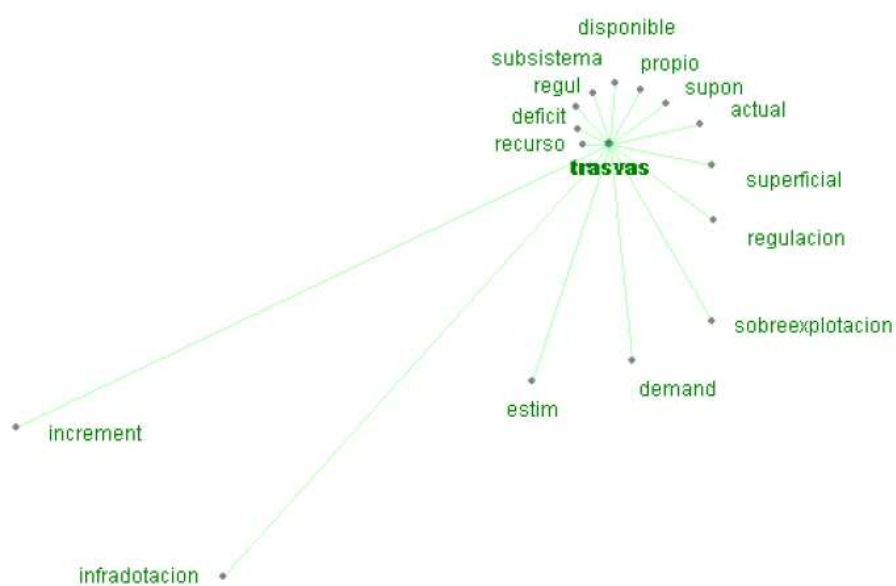 disponible
subsistema
propio
regul
supon
actual
deficit
recurso
trasvas
superficial
regulacion
sobreexplotacion
demand
estim
increment
infradotacion